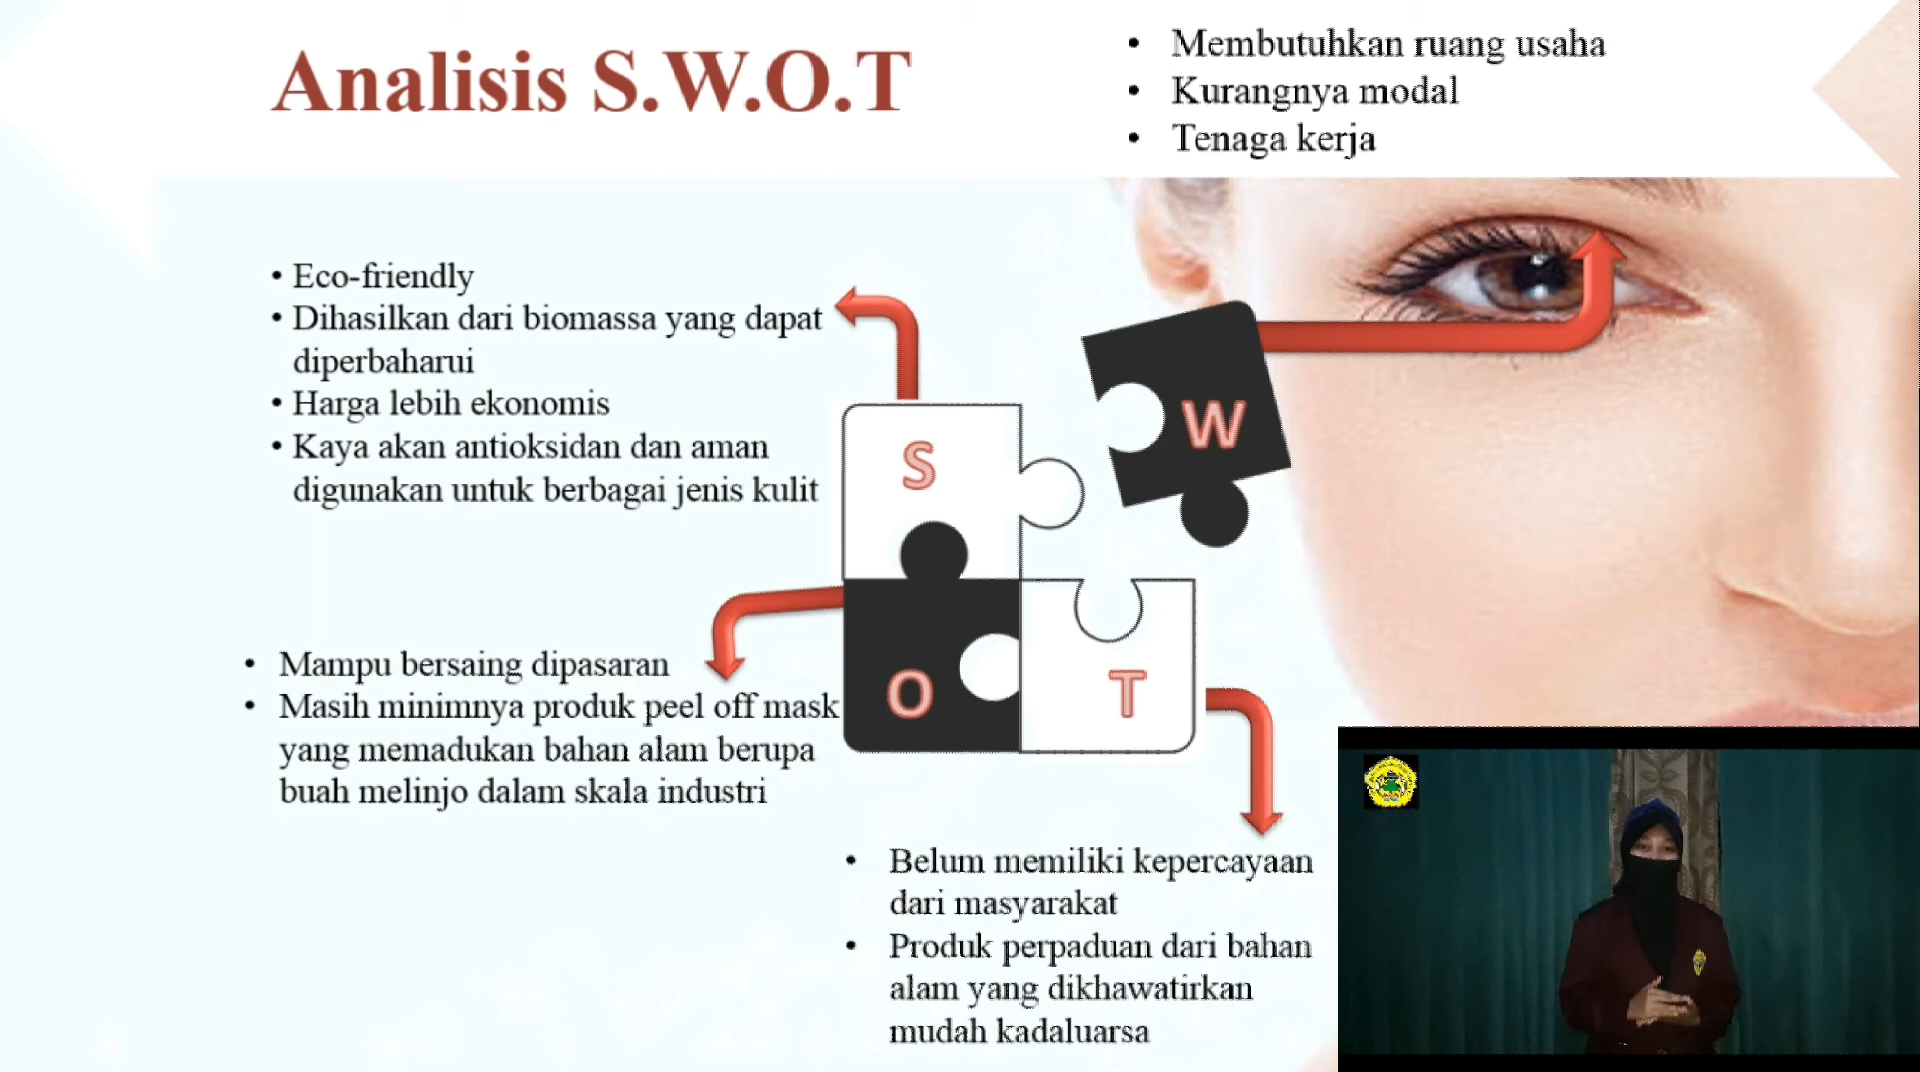 Analisis S.W.O.T
• Membutuhkan ruang usaha
• Kurangnya modal
• Tenaga kerja
• Eco-friendly
• Dihasilkan dari biomassa yang dapat
diperbaharui
• Harga lebih ekonomis
• Kaya akan antioksidan dan aman
digunakan untuk berbagai jenis kulit
S
W
• Mampu bersaing dipasaran
• Masih minimnya produk peel off mask
yang memadukan bahan alam berupa
buah melinjo dalam skala industri
O
T
• Belum memiliki kepercayaan
dari masyarakat
• Produk perpaduan dari bahan
alam yang dikhawatirkan
mudah kadaluarsa